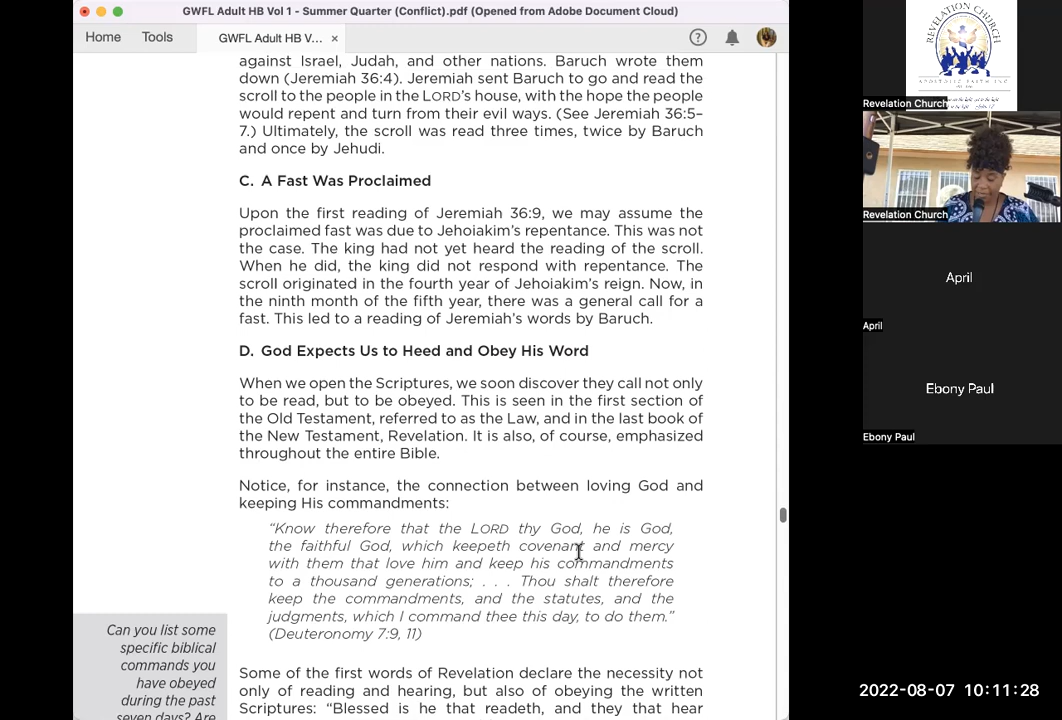 GWFL Adult HB Vol 1 - Summer Quarter (Conflict).pdf (Opened from Adobe Document Cloud)
Home Tools GWFL Adult HB V... ×
against Israel, Judah, and other nations. Baruch wrote them
down (Jeremiah 36:4). Jeremiah sent Baruch to go and read the
scroll to the people in the LORD's house, with the hope the people
would repent and turn from their evil ways. (See Jeremiah 36:5–
7.) Ultimately, the scroll was read three times, twice by Baruch
and once by Jehudi.
C. A Fast Was Proclaimed
Upon the first reading of Jeremiah 36:9, we may assume the
proclaimed fast was due to Jehoiakim's repentance. This was not
the case. The king had not yet heard the reading of the scroll.
When he did, the king did not respond with repentance. The
scroll originated in the fourth year of Jehoiakim's reign. Now, in
the ninth month of the fifth year, there was a general call for a
fast. This led to a reading of Jeremiah's words by Baruch.
D. God Expects Us to Heed and Obey His Word
When we open the Scriptures, we soon discover they call not only
to be read, but to be obeyed. This is seen in the first section of
the Old Testament, referred to as the Law, and in the last book of
the New Testament, Revelation. It is also, of course, emphasized
throughout the entire Bible.
Notice, for instance, the connection between loving God and
keeping His commandments:
"Know therefore that the LORD thy God, he is God,
the faithful God, which keepeth covenant and mercy
with them that love him and keep his commandments
to a thousand generations; . . . Thou shalt therefore
keep the commandments, and the statutes, and the
judgments, which I command thee this day, to do them."
(Deuteronomy 7:9, 11)
Can you list some
specific biblical
commands you
have obeyed
during the past
seven days? Are
Some of the first words of Revelation declare the necessity not
only of reading and hearing, but also of obeying the written
Scriptures: "Blessed is he that readeth, and they that hear
REVELATION CHURCH
APOSTOLIC FAITH INC
Revelation Church
Revelation Church
April
April
Ebony Paul
Ebony Paul
2022-08-07 10:11:28